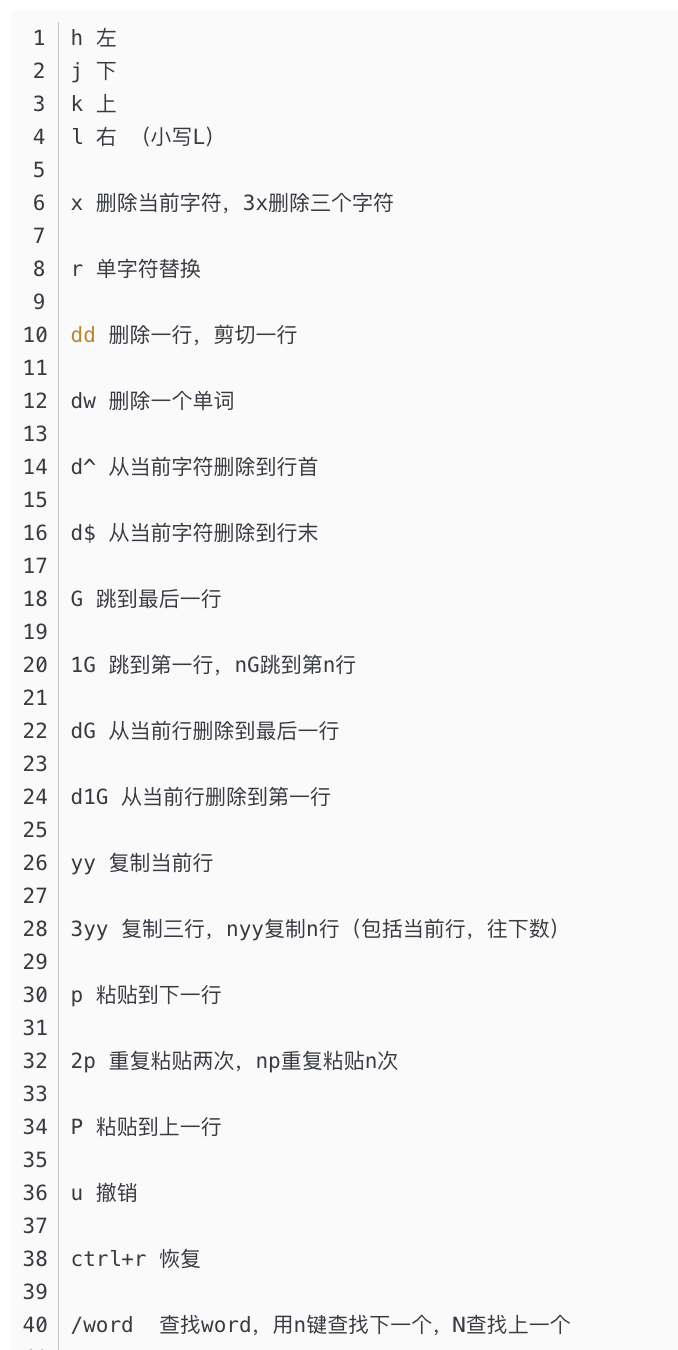 1 h 左
2 j 下
3 k 上
4 l 右 （小写L）
5
6 x 删除当前字符，3x删除三个字符
7
8 r 单字符替换
9
10 dd 删除一行，剪切一行
11
12 dw 删除一个单词
13
14 d^ 从当前字符删除到行首
15
16 d$ 从当前字符删除到行末
17
18 G 跳到最后一行
19
20 1G 跳到第一行，nG跳到第n行
21
22 dG 从当前行删除到最后一行
23
24 d1G 从当前行删除到第一行
25
26 yy 复制当前行
27
28 3yy 复制三行，nyy复制n行（包括当前行，往下数）
29
30 p 粘贴到下一行
31
32 2p 重复粘贴两次，np重复粘贴n次
33
34 P 粘贴到上一行
35
36 u 撤销
37
38 ctrl+r 恢复
39
40 /word  查找word，用n键查找下一个，N查找上一个